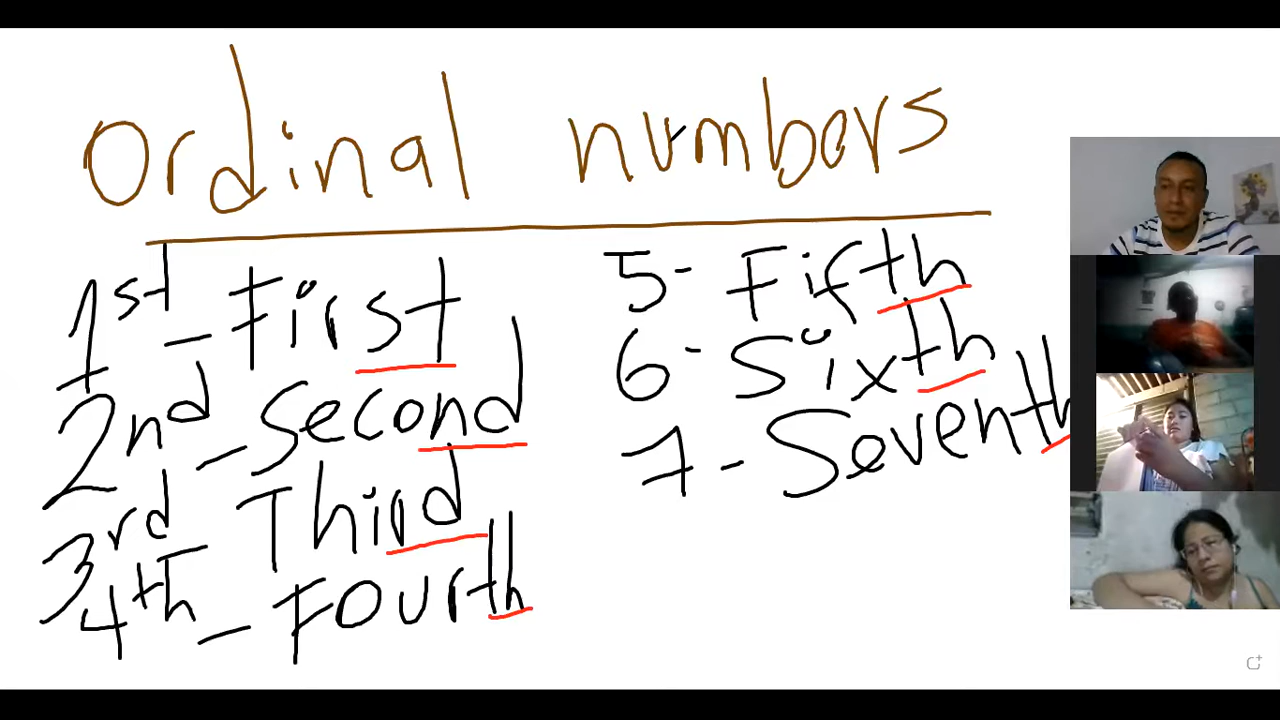 Ordinal numbers
1st - First
2nd - Second
3rd - Third
4th - Fourth
5- Fifth
6- Sixth
7- Seventh